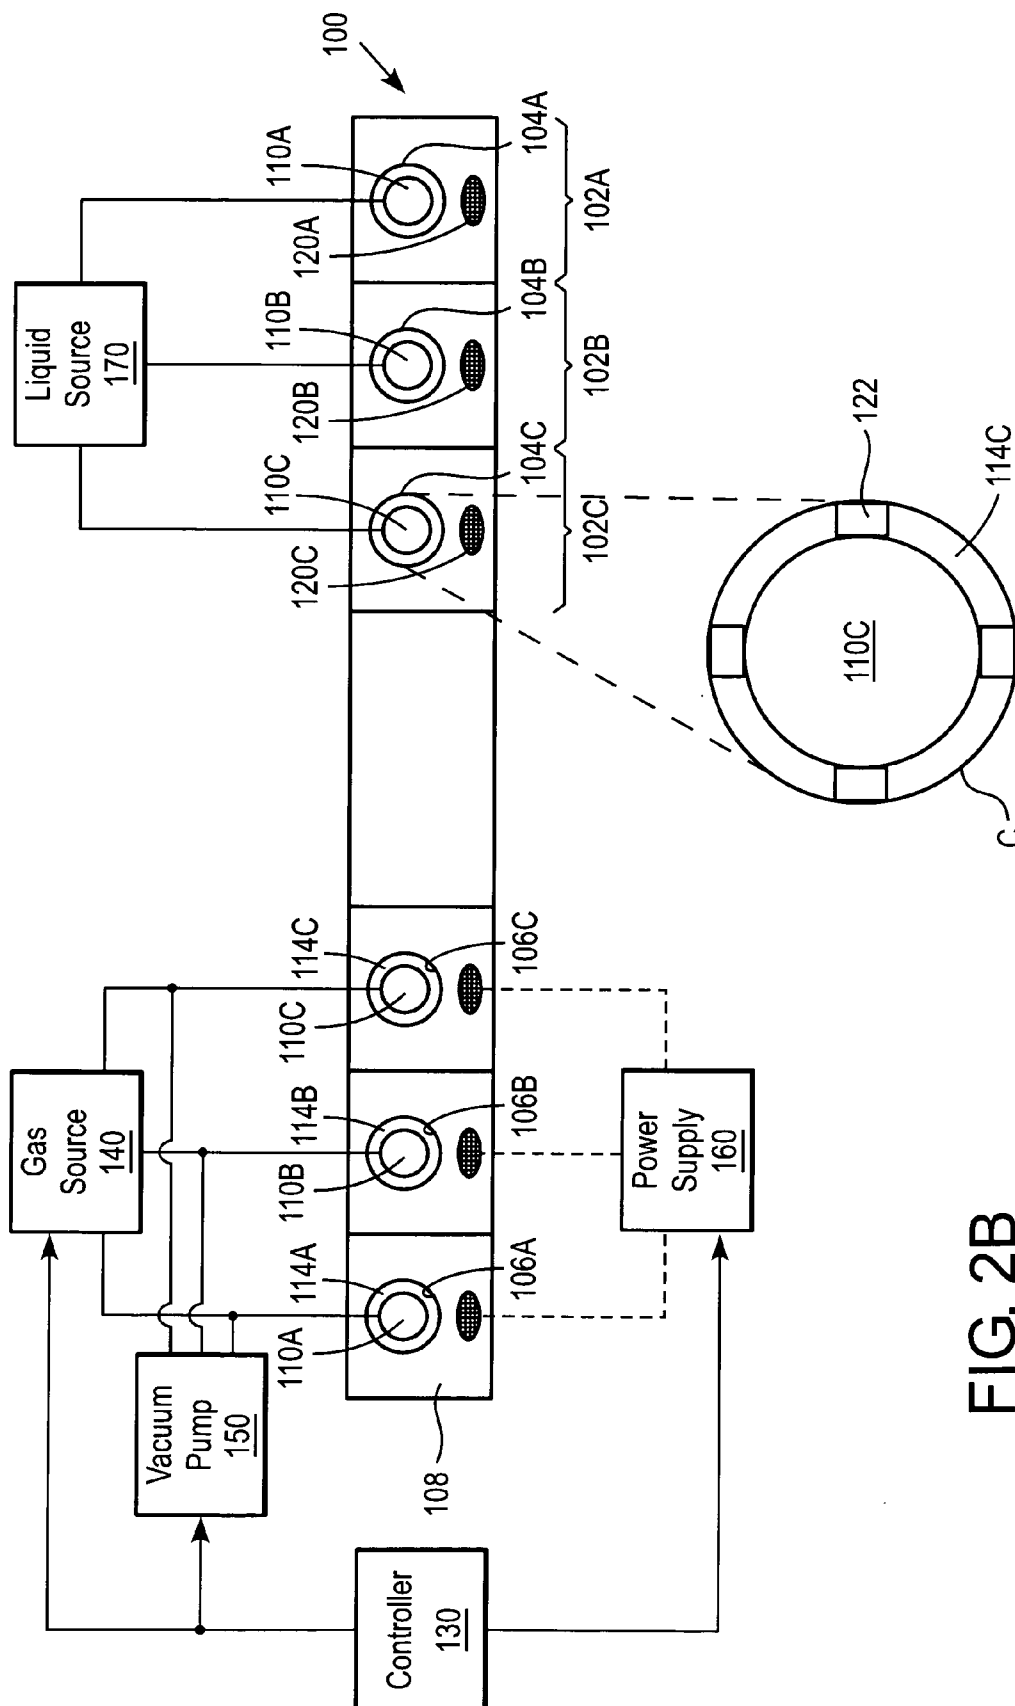 Liquid
Source
170
100
110A
120A
104A
102A
110B
120B
104B
102B
110C
120C
104C
102C
122
110C
114C
C
Gas
Source
140
114C
110C
106C
114B
110B
106B
114A
110A
106A
Vacuum
Pump
150
108
Power
Supply
160
Controller
130
FIG. 2B